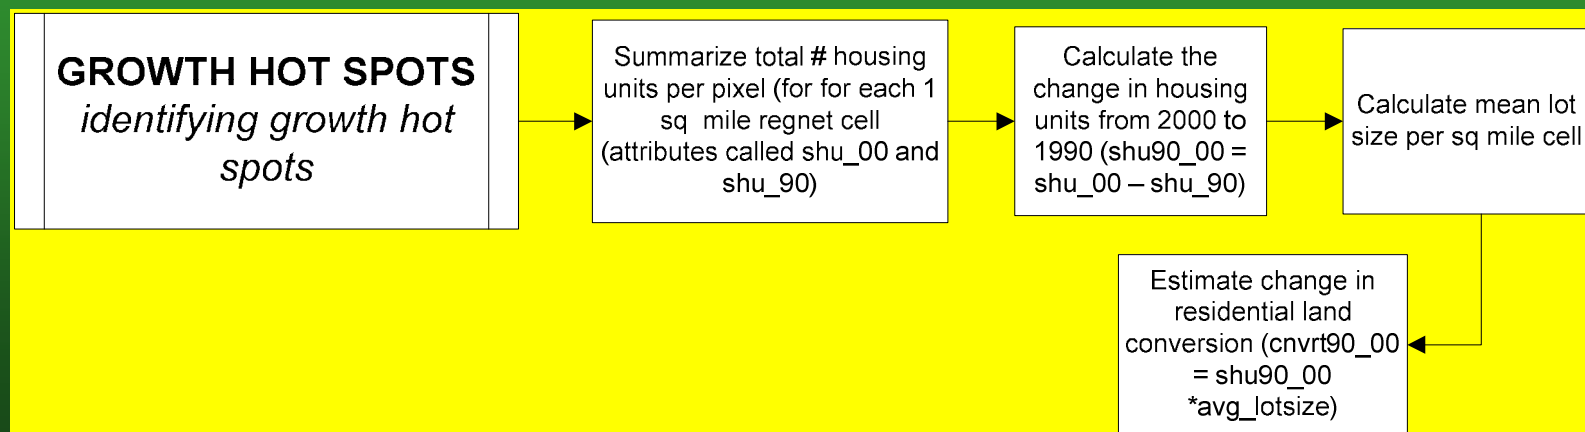 GROWTH HOT SPOTS
identifying growth hot
spots
Summarize total # housing
units per pixel (for for each 1
sq mile regnet cell
(attributes called shu_00 and
shu_90)
Calculate the
change in housing
units from 2000 to
1990 (shu90_00 =
shu_00 – shu_90)
Calculate mean lot
size per sq mile cell
Estimate change in
residential land
conversion (cnvrt90_00
= shu90_00
*avg_lotsize)